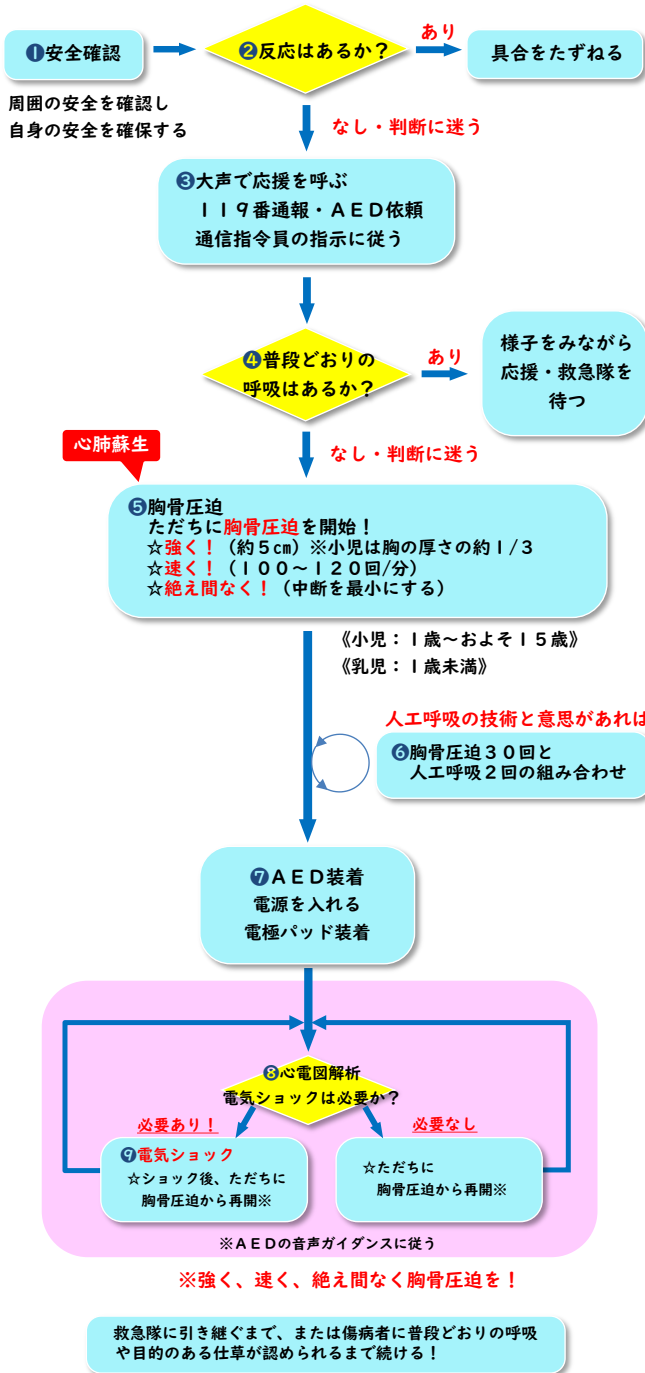 ❶安全確認
❷反応はあるか？
あり
具合をたずねる
周囲の安全を確認し
自身の安全を確保する
なし・判断に迷う
❸大声で応援を呼ぶ
１１９番通報・ＡＥＤ依頼
通信指令員の指示に従う
❹普段どおりの
呼吸はあるか？
あり
様子をみながら
応援・救急隊を
待つ
なし・判断に迷う
心肺蘇生
❺胸骨圧迫
ただちに胸骨圧迫を開始！
☆強く！（約５㎝）※小児は胸の厚さの約１/３
☆速く！（１００～１２０回/分）
☆絶え間なく！（中断を最小にする）
《小児：１歳～およそ１５歳》
《乳児：１歳未満》
人工呼吸の技術と意思があれば
❻胸骨圧迫３０回と
人工呼吸２回の組み合わせ
❼ＡＥＤ装着
電源を入れる
電極パッド装着
❽心電図解析
電気ショックは必要か？
必要あり！
必要なし
❾電気ショック
☆ショック後、ただちに
胸骨圧迫から再開※
☆ただちに
胸骨圧迫から再開※
※ＡＥＤの音声ガイダンスに従う
※強く、速く、絶え間なく胸骨圧迫を！
救急隊に引き継ぐまで、または傷病者に普段どおりの呼吸
や目的のある仕草が認められるまで続ける！